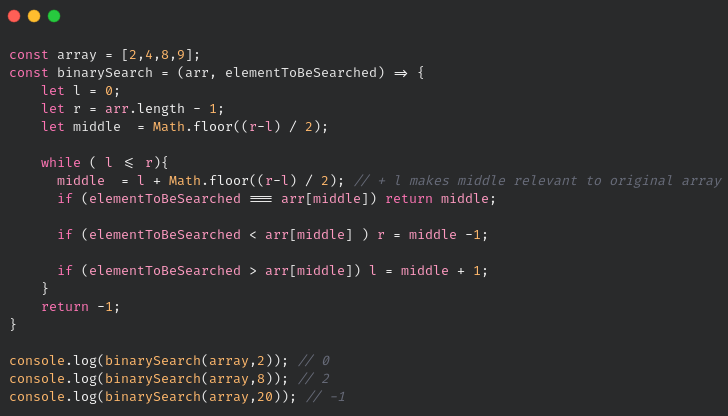 const array = [2,4,8,9];
const binarySearch = (arr, elementToBeSearched) => {
    let l = 0;
    let r = arr.length - 1;
    let middle  = Math.floor((r-l) / 2);

    while ( l <= r){
      middle  = l + Math.floor((r-l) / 2); // + l makes middle relevant to original array
      if (elementToBeSearched === arr[middle]) return middle;

      if (elementToBeSearched < arr[middle] ) r = middle -1;

      if (elementToBeSearched > arr[middle]) l = middle + 1;
    }
    return -1;
}

console.log(binarySearch(array,2)); // 0
console.log(binarySearch(array,8)); // 2
console.log(binarySearch(array,20)); // -1